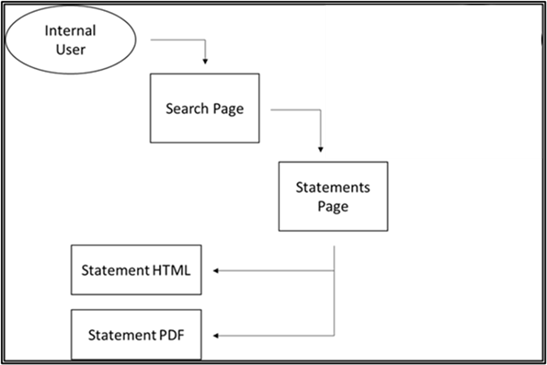 Internal
User
Search Page
Statements
Page
Statement HTML
Statement PDF